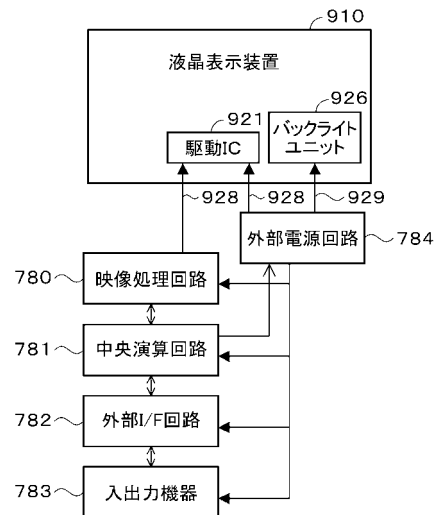 910
液晶表示装置
921
926
駆動IC
バックライト
ユニット
928
928
929
外部電源回路
784
780
映像処理回路
781
中央演算回路
782
外部I/F回路
783
入出力機器